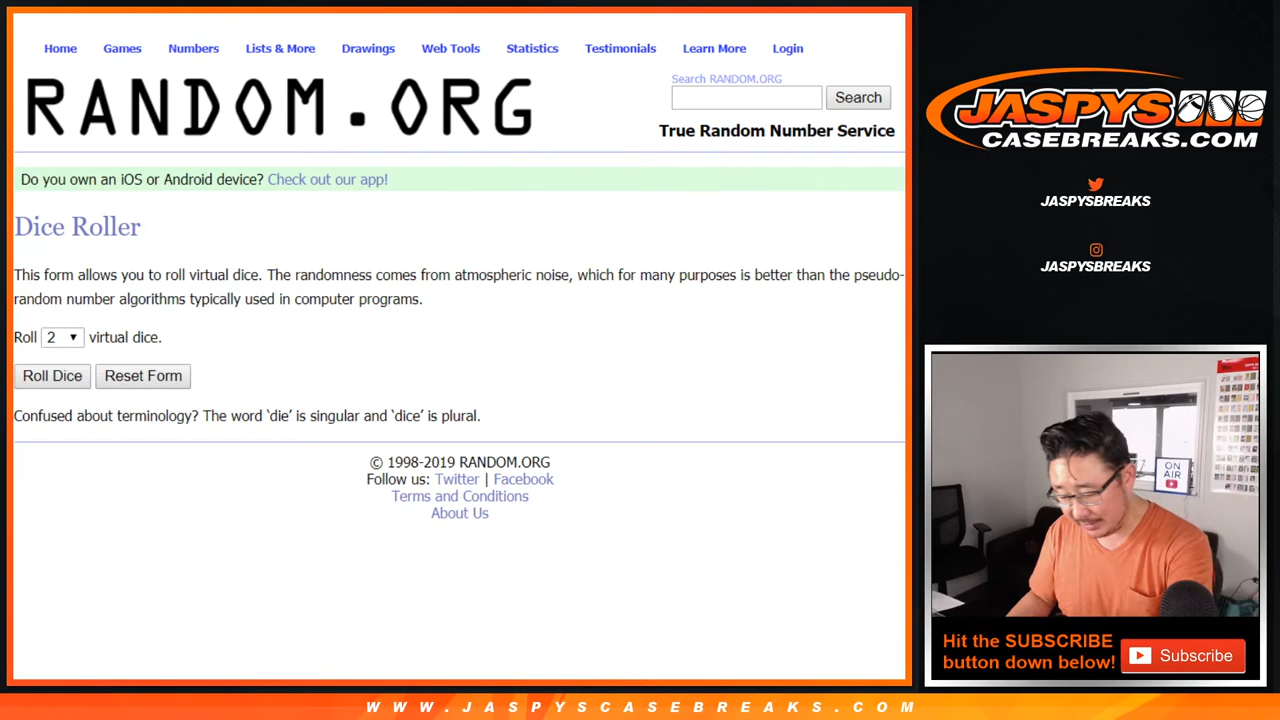 Home Games Numbers Lists & More Drawings Web Tools Statistics Testimonials Learn More Login
RANDOM.ORG
Search RANDOM.ORG
Search
True Random Number Service
Do you own an iOS or Android device? Check out our app!
Dice Roller
This form allows you to roll virtual dice. The randomness comes from atmospheric noise, which for many purposes is better than the pseudo-
random number algorithms typically used in computer programs.
Roll 2 virtual dice.
Roll Dice Reset Form
Confused about terminology? The word ‘die’ is singular and ‘dice’ is plural.
© 1998-2019 RANDOM.ORG
Follow us: Twitter | Facebook
Terms and Conditions
About Us
JASPYS
CASEBREAKS.COM
JASPYSBREAKS
JASPYSBREAKS
ON
AIR
Hit the SUBSCRIBE
button down below!
Subscribe
WWW.JASPYSCASEBREAKS.COM